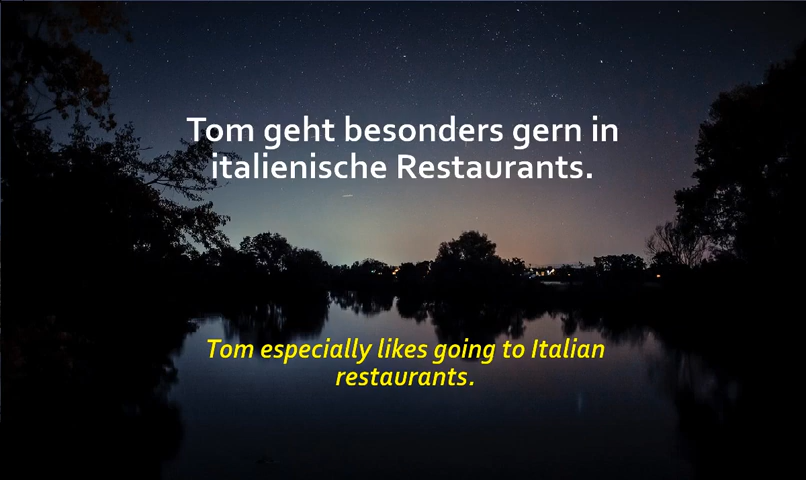 Tom geht besonders gern in
italienische Restaurants.
Tom especially likes going to Italian
restaurants.